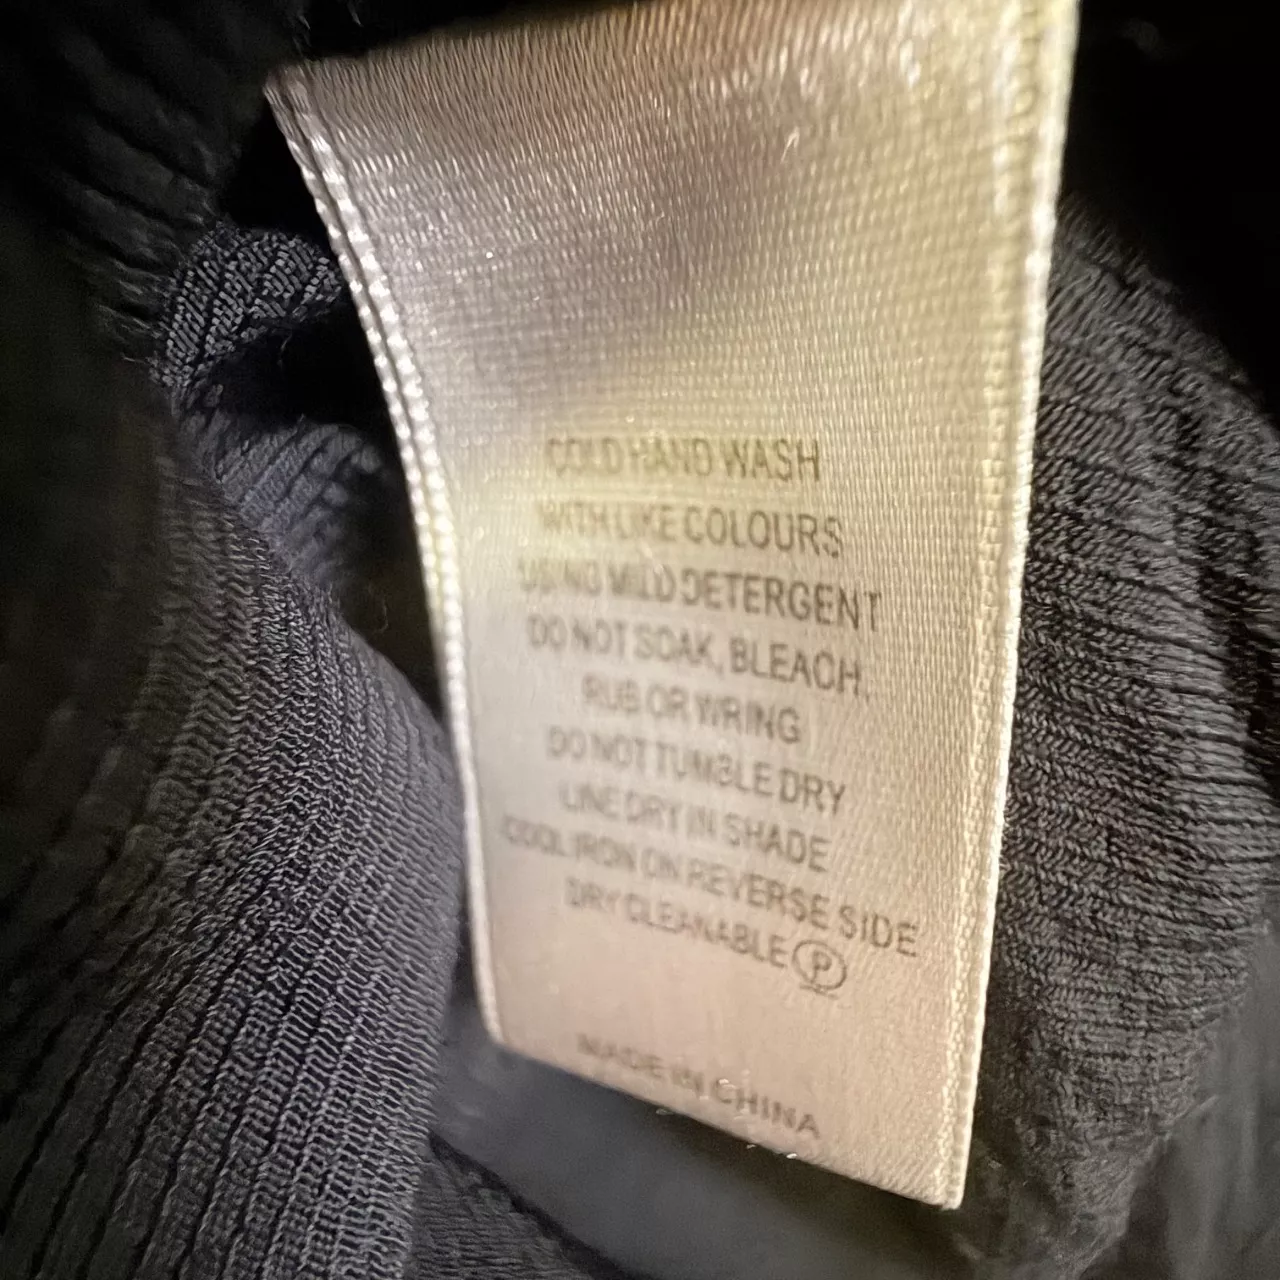 COLD HAND WASH
WITH LIKE COLOURS
USING MILD DETERGENT
DO NOT SOAK, BLEACH,
RUB OR WRING
DO NOT TUMBLE DRY
LINE DRY IN SHADE
COOL IRON ON REVERSE SIDE
DRY CLEANABLE Ⓟ
MADE IN CHINA